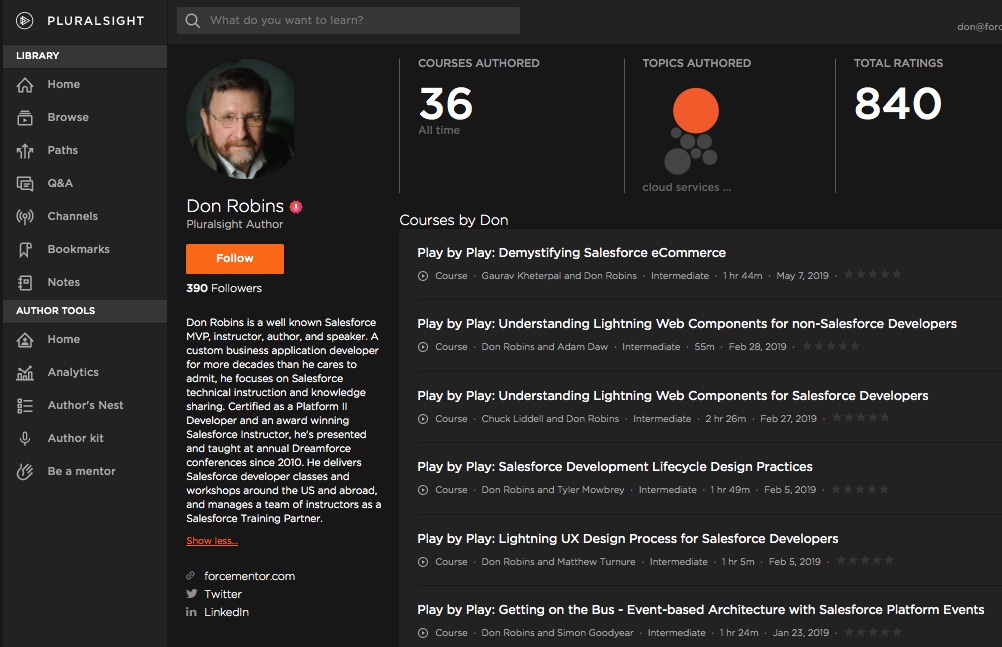 PLURALSIGHT
What do you want to learn?
don@forc
LIBRARY
Home
Browse
Paths
Q&A
Channels
Bookmarks
Notes
AUTHOR TOOLS
Home
Analytics
Author's Nest
Author kit
Be a mentor
Don Robins
Pluralsight Author
Follow
390 Followers
Don Robins is a well known Salesforce
MVP, instructor, author, and speaker. A
custom business application developer
for more decades than he cares to
admit, he focuses on Salesforce
technical instruction and knowledge
sharing. Certified as a Platform II
Developer and an award winning
Salesforce Instructor, he's presented
and taught at annual Dreamforce
conferences since 2010. He delivers
Salesforce developer classes and
workshops around the US and abroad,
and manages a team of instructors as a
Salesforce Training Partner.
Show less...
forcementor.com
Twitter
LinkedIn
COURSES AUTHORED
36
All time
TOPICS AUTHORED
cloud services ...
TOTAL RATINGS
840
Courses by Don
Play by Play: Demystifying Salesforce eCommerce
Course · Gaurav Kheterpal and Don Robins · Intermediate · 1 hr 44m · May 7, 2019 ·
Play by Play: Understanding Lightning Web Components for non-Salesforce Developers
Course · Don Robins and Adam Daw · Intermediate · 55m · Feb 28, 2019 ·
Play by Play: Understanding Lightning Web Components for Salesforce Developers
Course · Chuck Liddell and Don Robins · Intermediate · 2 hr 26m · Feb 27, 2019 ·
Play by Play: Salesforce Development Lifecycle Design Practices
Course · Don Robins and Tyler Mowbrey · Intermediate · 1 hr 49m · Feb 5, 2019 ·
Play by Play: Lightning UX Design Process for Salesforce Developers
Course · Don Robins and Matthew Turnure · Intermediate · 1 hr 5m · Feb 5, 2019 ·
Play by Play: Getting on the Bus - Event-based Architecture with Salesforce Platform Events
Course · Don Robins and Simon Goodyear · Intermediate · 1 hr 24m · Jan 23, 2019 ·